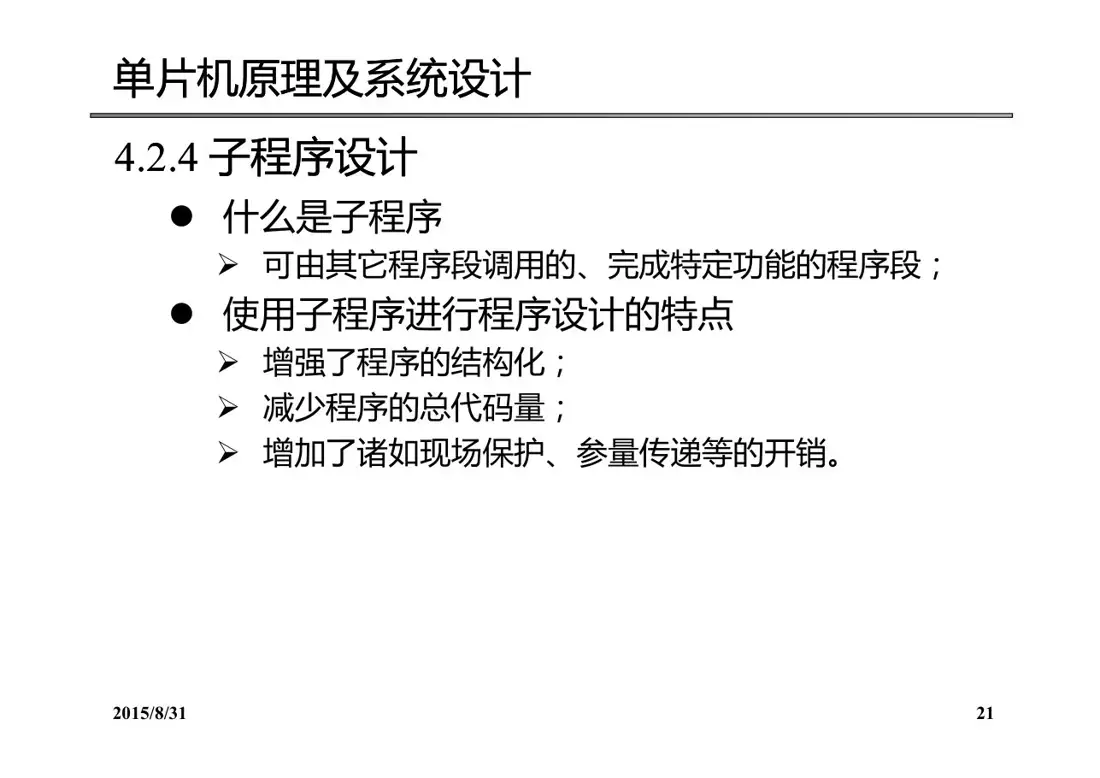 单片机原理及系统设计
4.2.4 子程序设计
● 什么是子程序
➢ 可由其它程序段调用的、完成特定功能的程序段；
● 使用子程序进行程序设计的特点
➢ 增强了程序的结构化；
➢ 减少程序的总代码量；
➢ 增加了诸如现场保护、参量传递等的开销。
2015/8/31
21